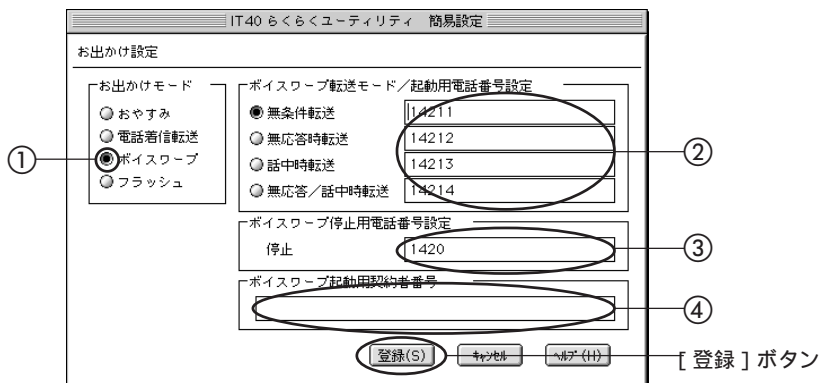 IT40 らくらくユーティリティ 簡易設定
お出かけ設定
お出かけモード
おやすみ
電話着信転送
ボイスワープ
フラッシュ
①
ボイスワープ転送モード／起動用電話番号設定
無条件転送 14211
無応答時転送 14212
話中時転送 14213
無応答／話中時転送 14214
②
ボイスワープ停止用電話番号設定
停止 1420
③
ボイスワープ起動用契約者番号
④
登録(S) キャンセル ヘルプ(H)
[ 登録 ] ボタン